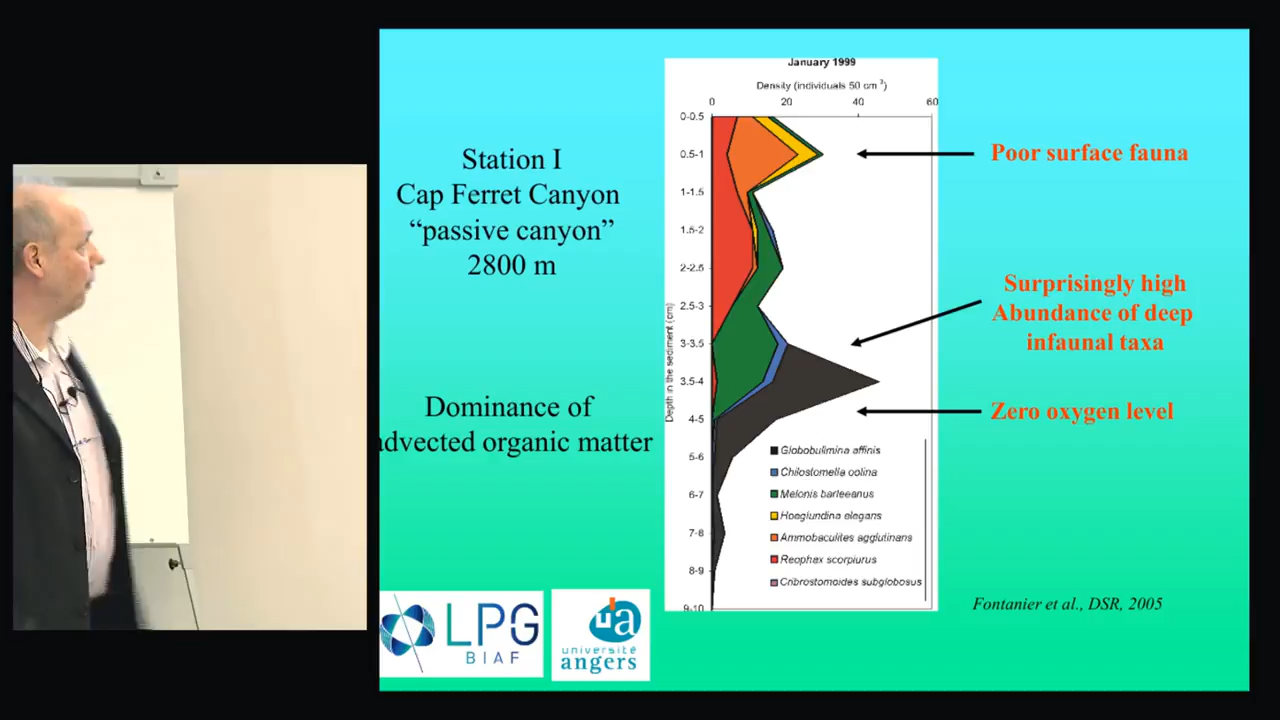 Station I
Cap Ferret Canyon
“passive canyon”
2800 m
Dominance of
advected organic matter
January 1999
Density (individuals 50 cm ³)
0 20 40 60
Depth in the sediment (cm)
0-0.5
0.5-1
1-1.5
1.5-2
2-2.5
2.5-3
3-3.5
3.5-4
4-5
5-6
6-7
7-8
8-9
9-10
Globobulimina affinis
Chilostomella oolina
Melonis barleeanus
Hoeglundina elegans
Ammobaculites agglutinans
Reophax scorpiurus
Cribrostomoides subglobosus
Poor surface fauna
Surprisingly high
Abundance of deep
infaunal taxa
Zero oxygen level
Fontanier et al., DSR, 2005
LPG
BIAF
ua
université
angers